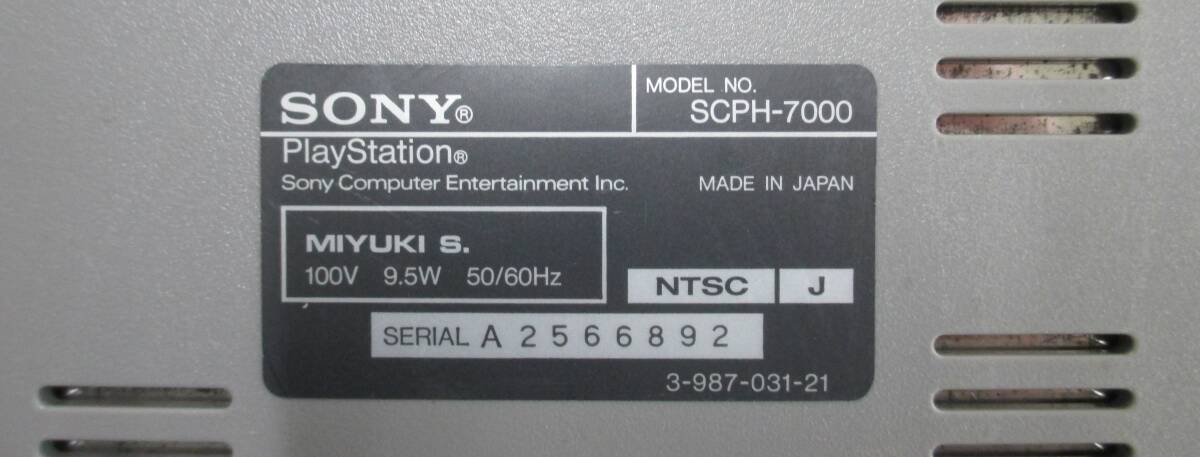 SONY®
MODEL NO.
SCPH-7000
PlayStation®
Sony Computer Entertainment Inc.
MADE IN JAPAN
MIYUKI S.
100V 9.5W 50/60Hz
NTSC J
SERIAL A 2566892
3-987-031-21